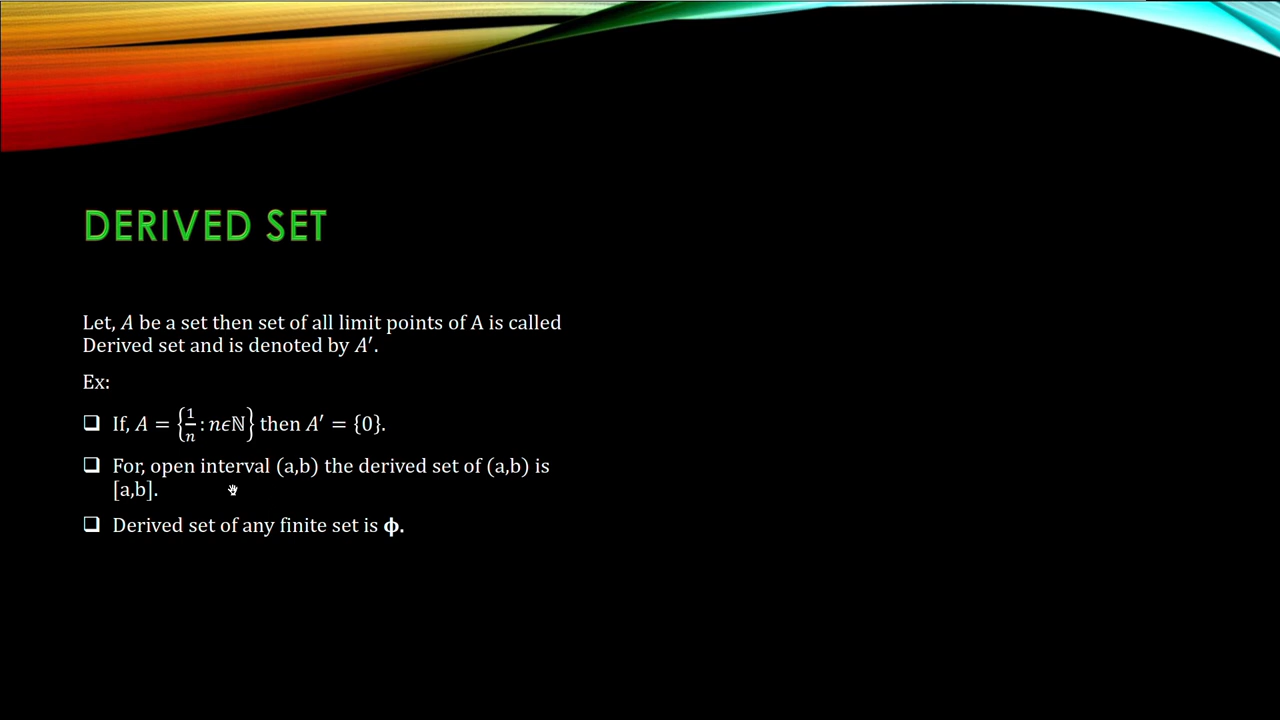 DERIVED SET
Let, A be a set then set of all limit points of A is called
Derived set and is denoted by A′.
Ex:
❑ If, A = {1/n : nϵℕ} then A′ = {0}.
❑ For, open interval (a,b) the derived set of (a,b) is
[a,b].
❑ Derived set of any finite set is ϕ.